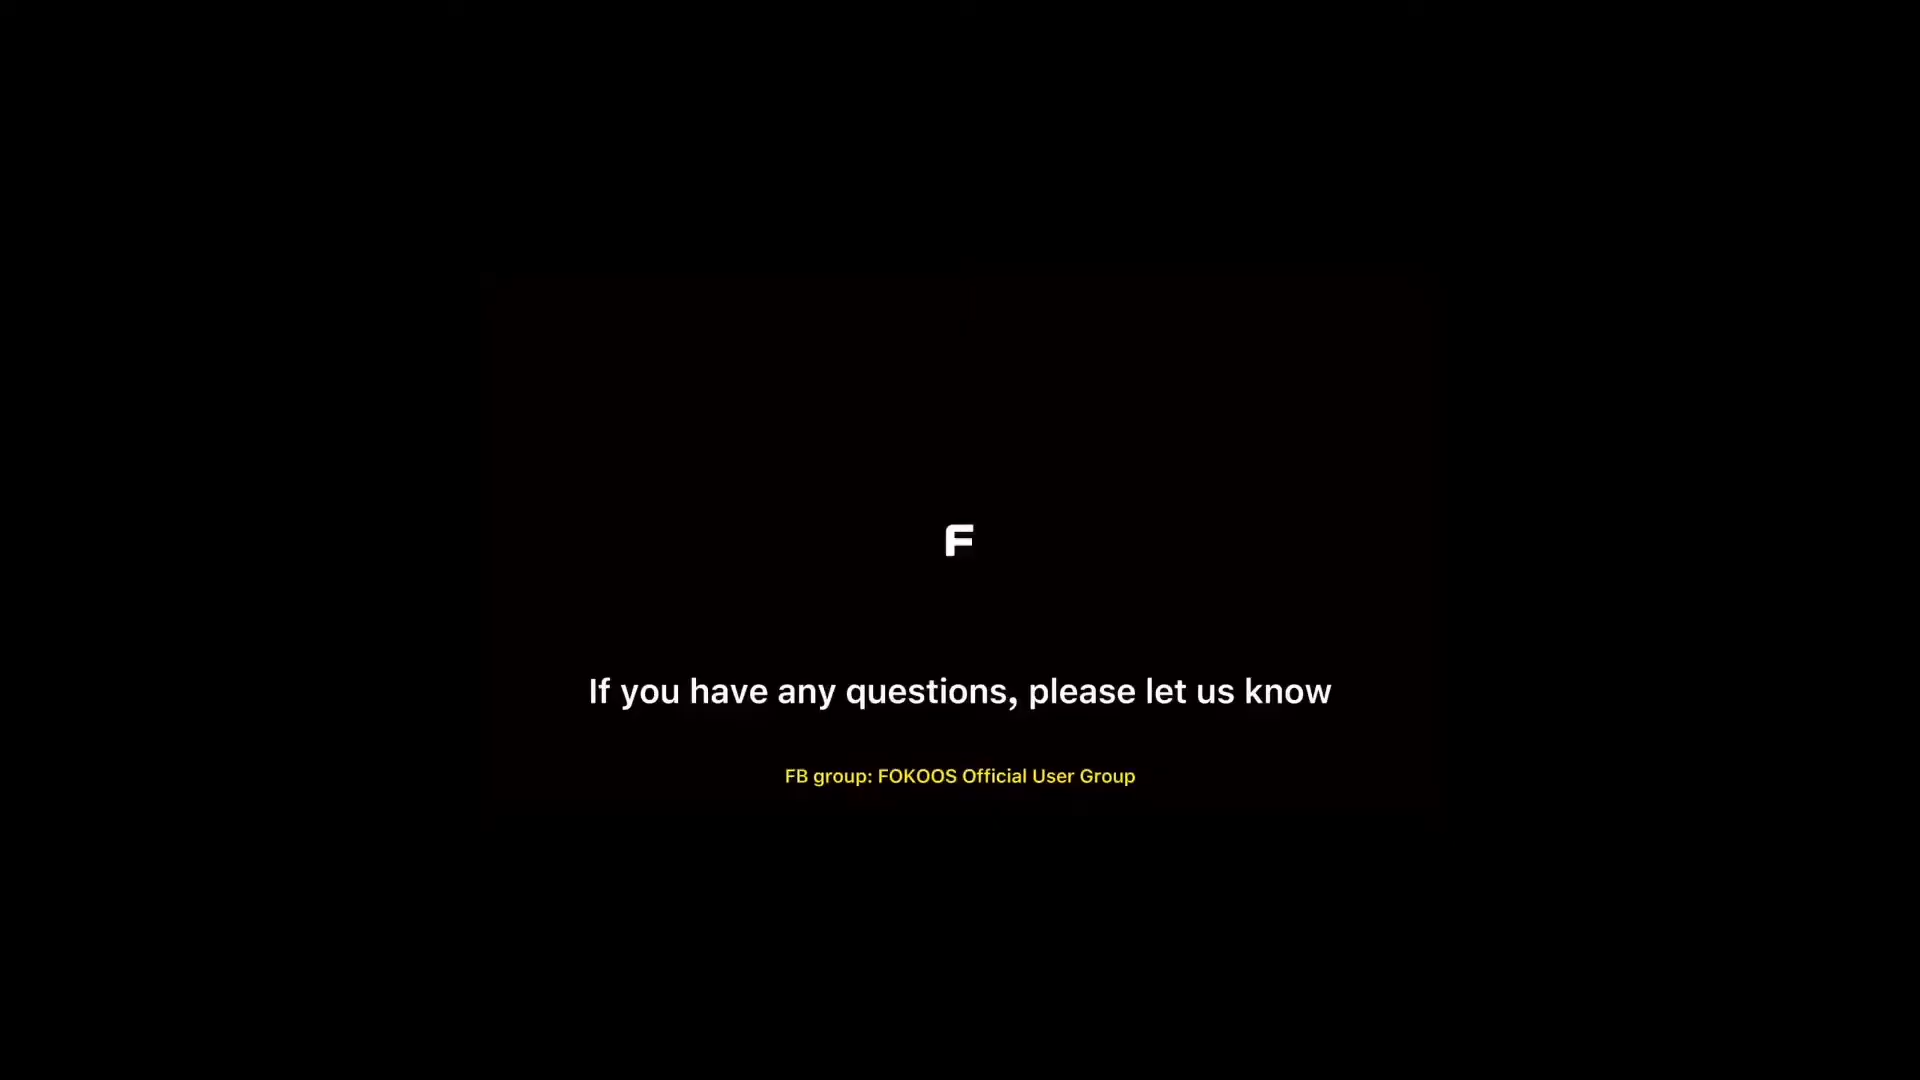 F
If you have any questions, please let us know
FB group: FOKOOS Official User Group